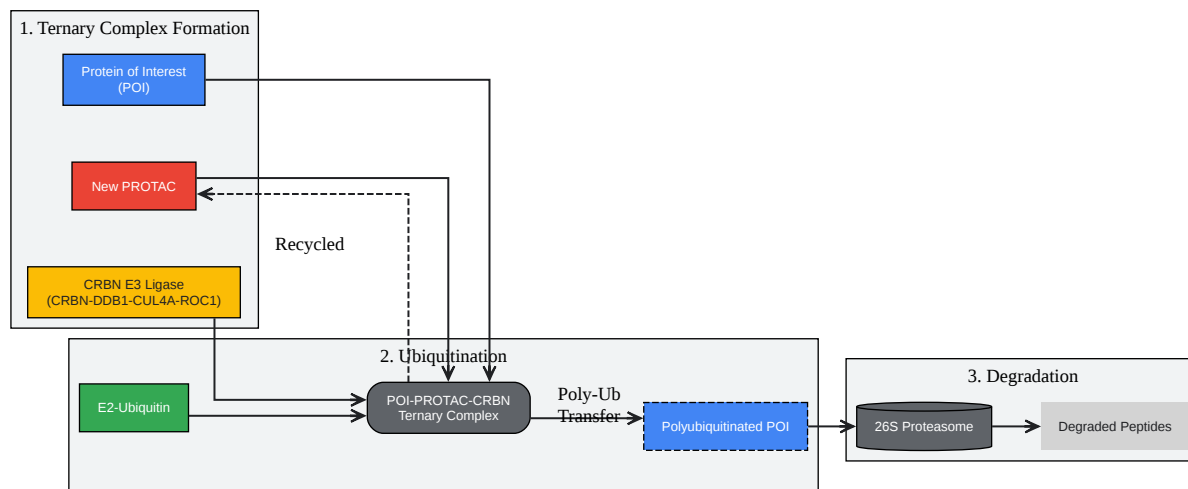 1. Ternary Complex Formation
Protein of Interest
(POI)
New PROTAC
Recycled
CRBN E3 Ligase
(CRBN-DDB1-CUL4A-ROC1)
2. Ubiquitination
E2-Ubiquitin
POI-PROTAC-CRBN
Ternary Complex
Poly-Ub
Transfer
Polyubiquitinated POI
3. Degradation
26S Proteasome
Degraded Peptides